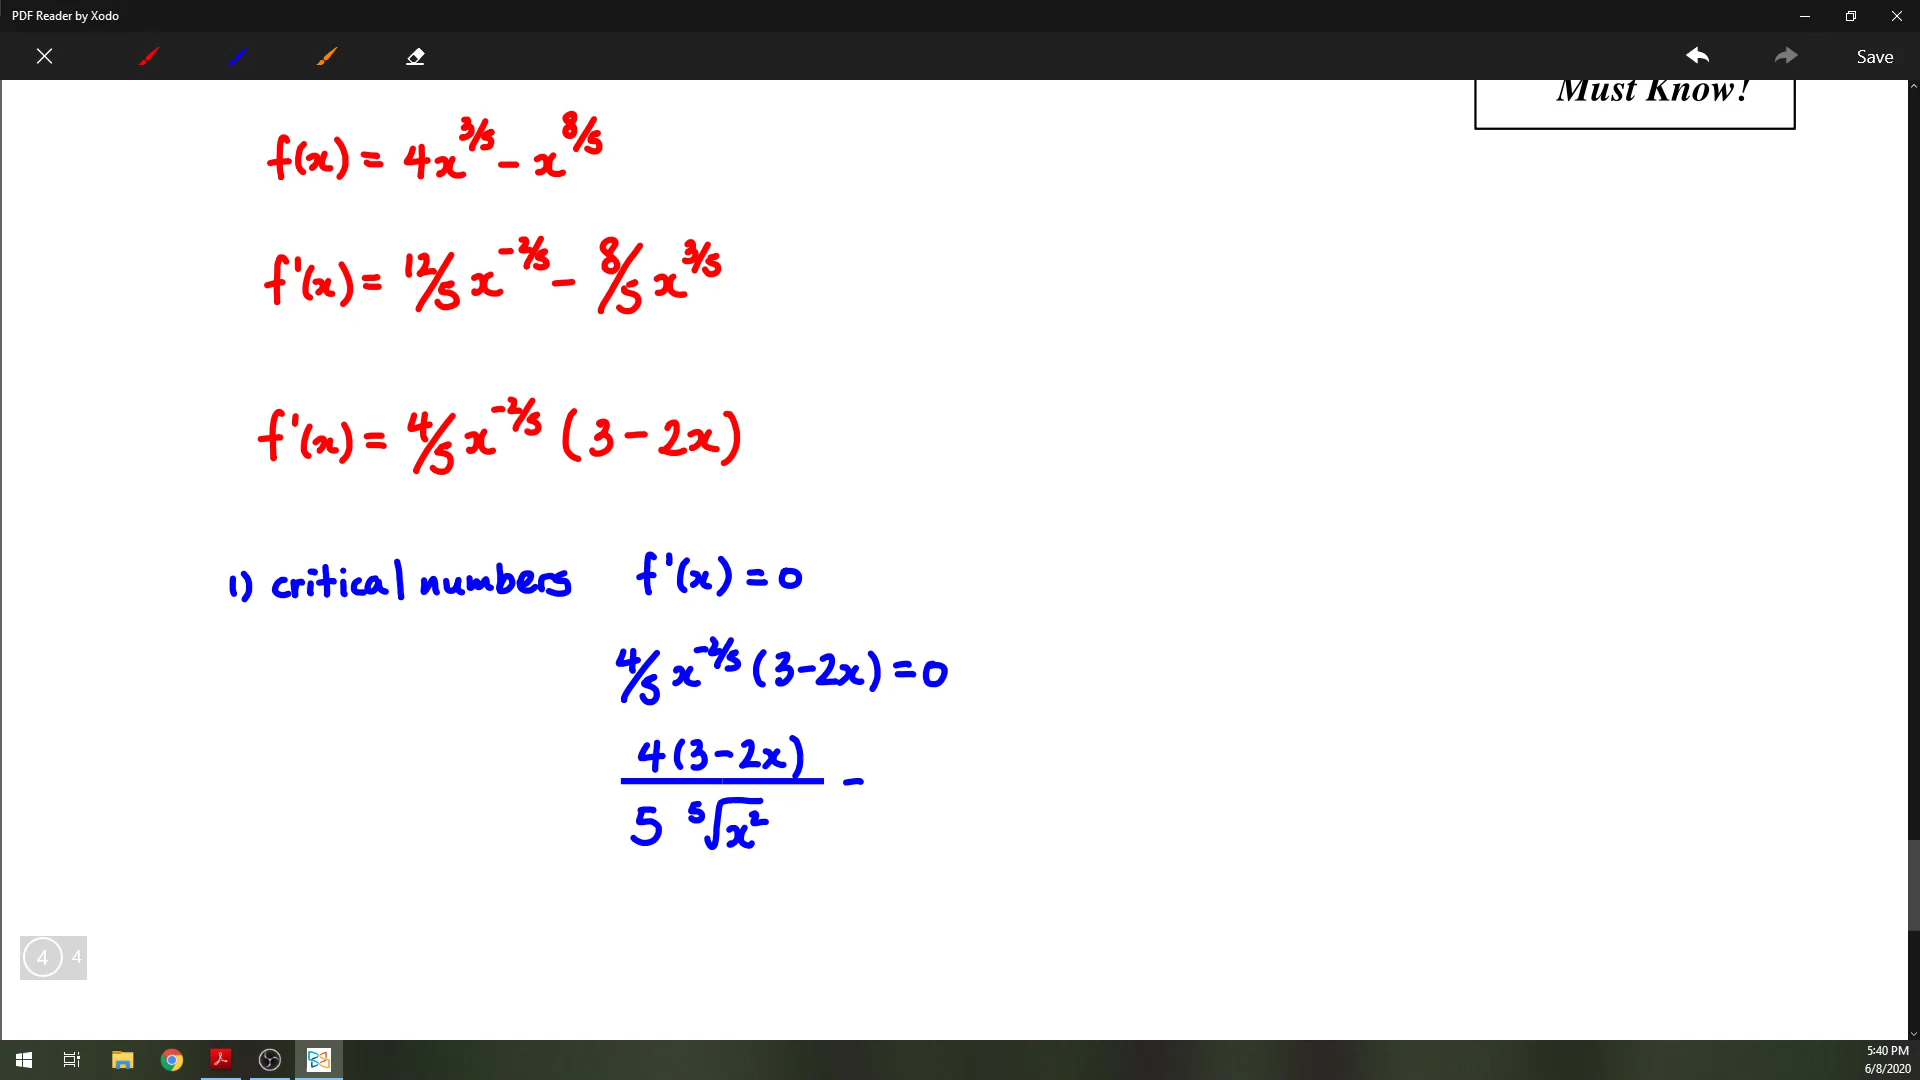 PDF Reader by Xodo
Save
Must Know!
f(x) = 4x^{3/5} - x^{8/5}
f'(x) = 12/5 x^{-2/5} - 8/5 x^{3/5}
f'(x) = 4/5 x^{-2/5} (3 - 2x)
1) critical numbers f'(x) = 0
4/5 x^{-2/5} (3-2x) = 0
4(3-2x) -
5 ⁵√x²
4 4
5:40 PM
6/8/2020